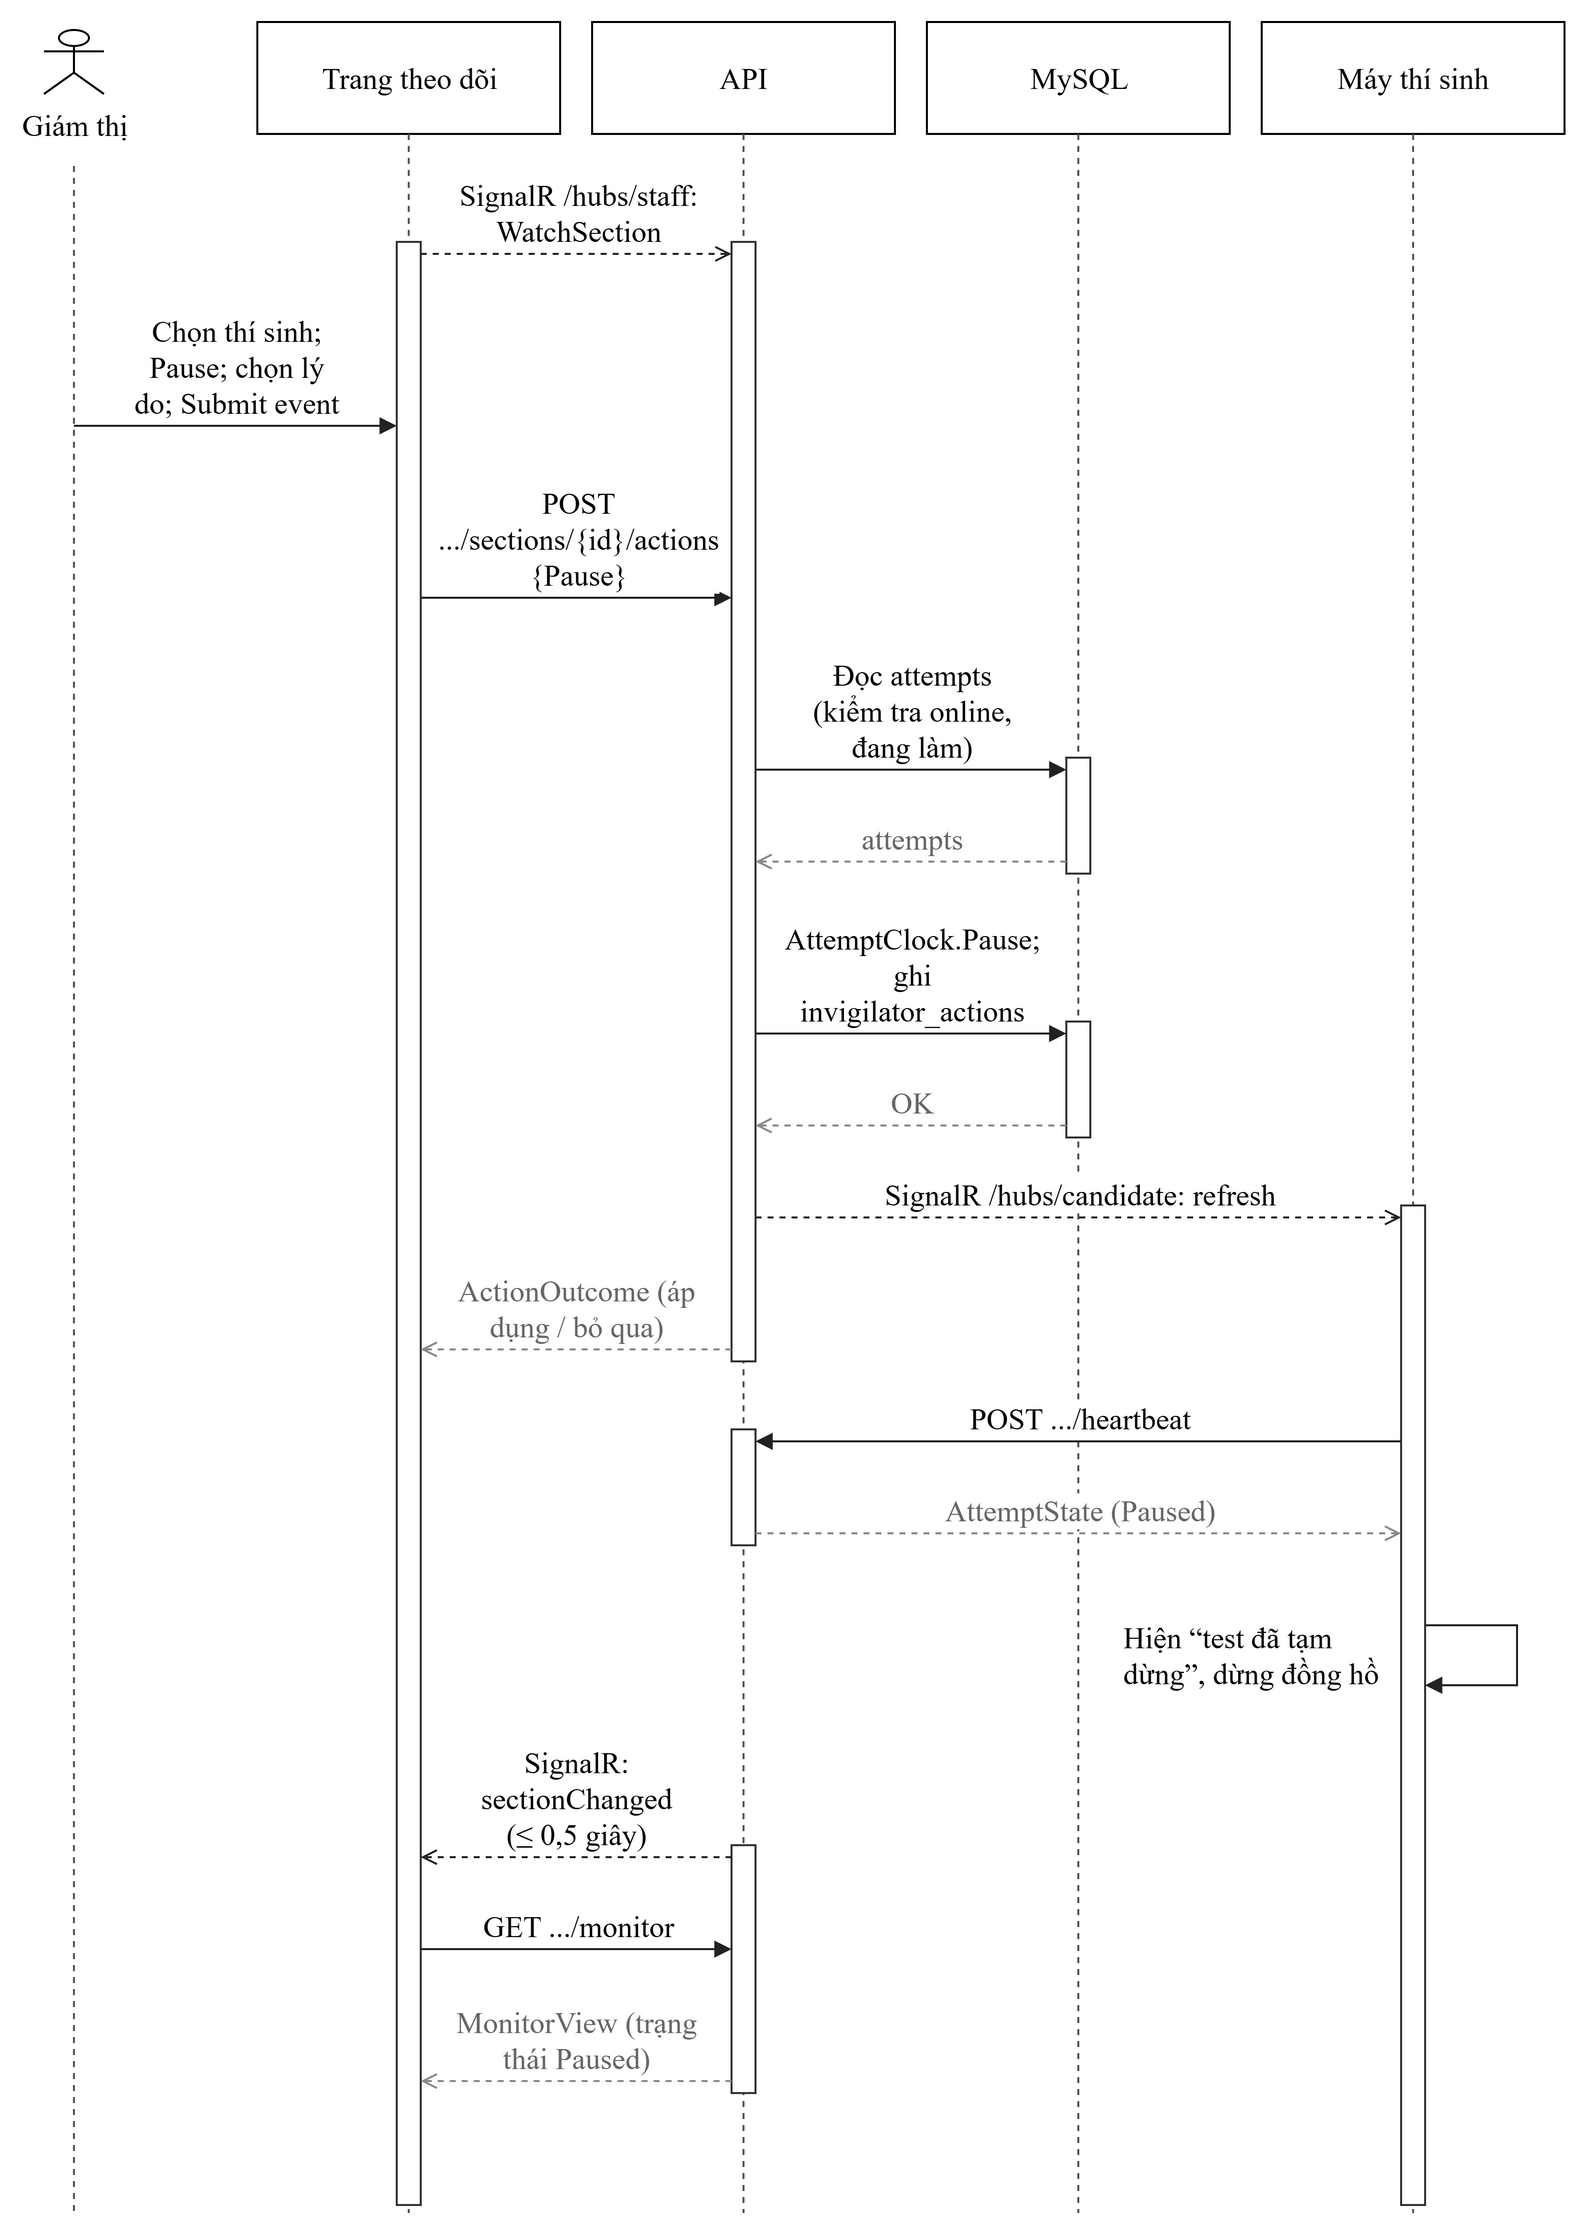 Giám thị
Trang theo dõi
API
MySQL
Máy thí sinh
SignalR /hubs/staff:
WatchSection
Chọn thí sinh;
Pause; chọn lý
do; Submit event
POST
.../sections/{id}/actions
{Pause}
Đọc attempts
(kiểm tra online,
đang làm)
attempts
AttemptClock.Pause;
ghi
invigilator_actions
OK
SignalR /hubs/candidate: refresh
ActionOutcome (áp
dụng / bỏ qua)
POST .../heartbeat
AttemptState (Paused)
Hiện “test đã tạm
dừng”, dừng đồng hồ
SignalR:
sectionChanged
(≤ 0,5 giây)
GET .../monitor
MonitorView (trạng
thái Paused)